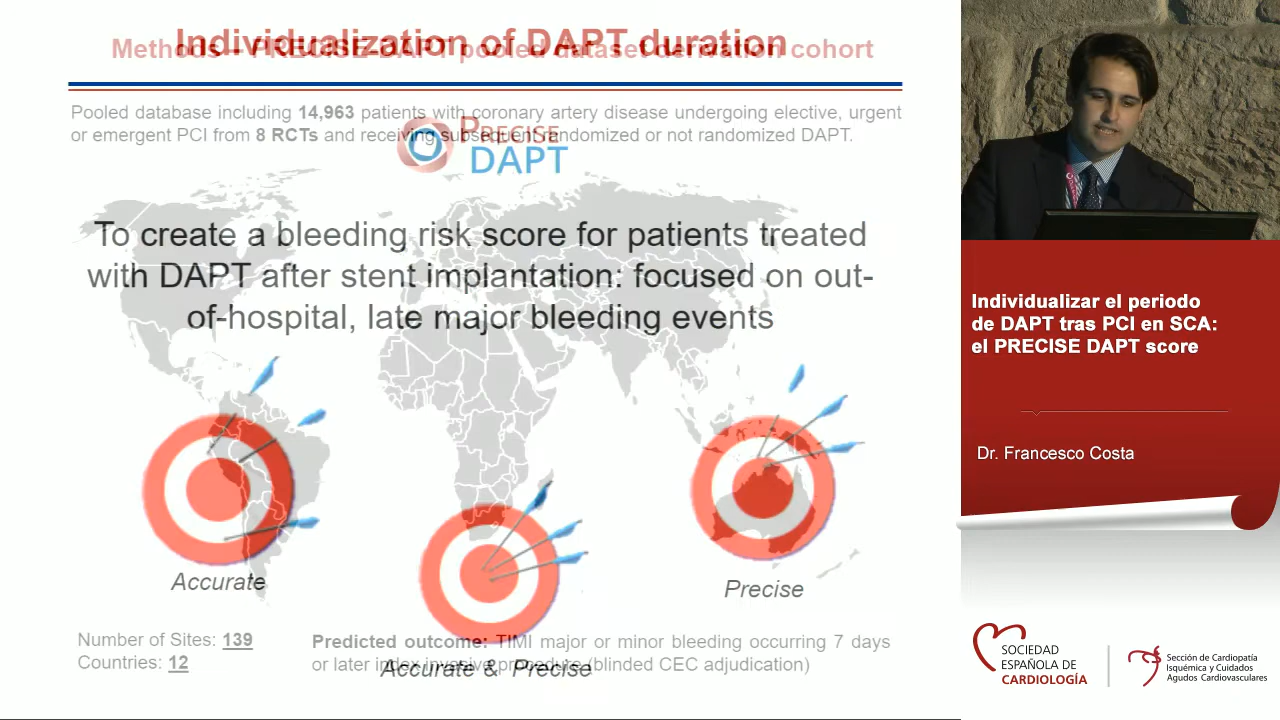 Individualization of DAPT duration
Methods – PRECISE-DAPT pooled dataset derivation cohort
Pooled database including 14,963 patients with coronary artery disease undergoing elective, urgent
or emergent PCI from 8 RCTs and receiving subsequent randomized or not randomized DAPT.
PRECISE
DAPT
To create a bleeding risk score for patients treated
with DAPT after stent implantation: focused on out-
of-hospital, late major bleeding events
Accurate
Precise
Number of Sites: 139
Countries: 12
Predicted outcome: TIMI major or minor bleeding occurring 7 days
or later index invasive procedure (blinded CEC adjudication)
Accurate & Precise
Individualizar el periodo
de DAPT tras PCI en SCA:
el PRECISE DAPT score
Dr. Francesco Costa
SOCIEDAD
ESPAÑOLA DE
CARDIOLOGÍA
Sección de Cardiopatía
Isquémica y Cuidados
Agudos Cardiovasculares